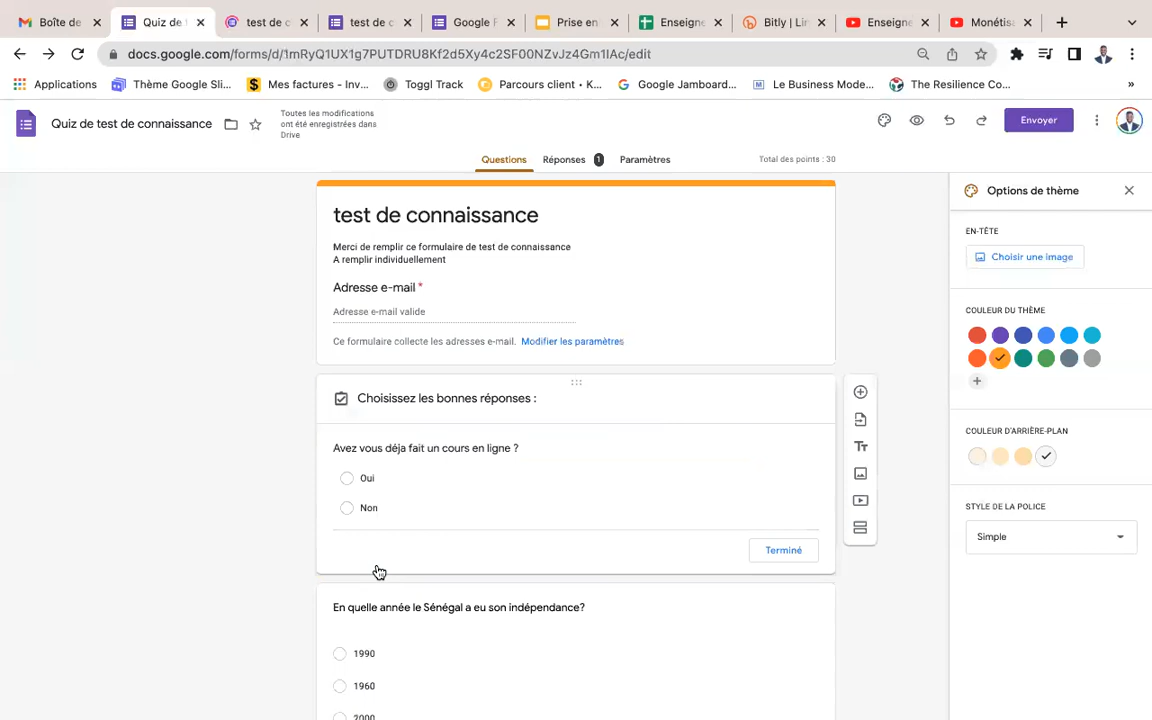 Boîte de
Quiz de
test de c
test de c
Google F
Prise en
Enseigne
Bitly | Lin
Enseigne
Monétis
docs.google.com/forms/d/1mRyQ1UX1g7PUTDRU8Kf2d5Xy4c2SF00NZvJz4Gm1IAc/edit
Applications
Thème Google Sli...
Mes factures - Inv...
Toggl Track
Parcours client • K...
Google Jamboard...
Le Business Mode...
The Resilience Co...
»
Quiz de test de connaissance
Toutes les modifications
ont été enregistrées dans
Drive
Envoyer
Questions
Réponses
1
Paramètres
Total des points : 30
test de connaissance
Merci de remplir ce formulaire de test de connaissance
A remplir individuellement
Adresse e-mail *
Adresse e-mail valide
Ce formulaire collecte les adresses e-mail. Modifier les paramètres
Choisissez les bonnes réponses :
Avez vous déja fait un cours en ligne ?
Oui
Non
Terminé
En quelle année le Sénégal a eu son indépendance?
1990
1960
2000
Options de thème
EN-TÊTE
Choisir une image
COULEUR DU THÈME
COULEUR D'ARRIÈRE-PLAN
STYLE DE LA POLICE
Simple